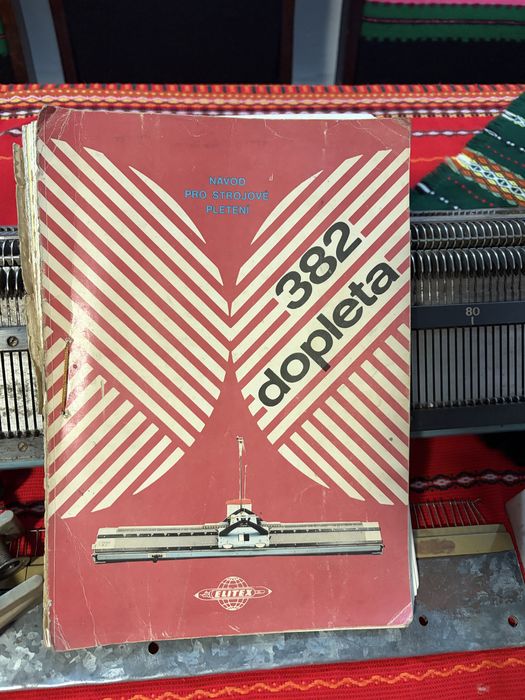 NÁVOD
PRO STROJOVÉ
PLETENÍ
382
dopleta
80
ELITEX